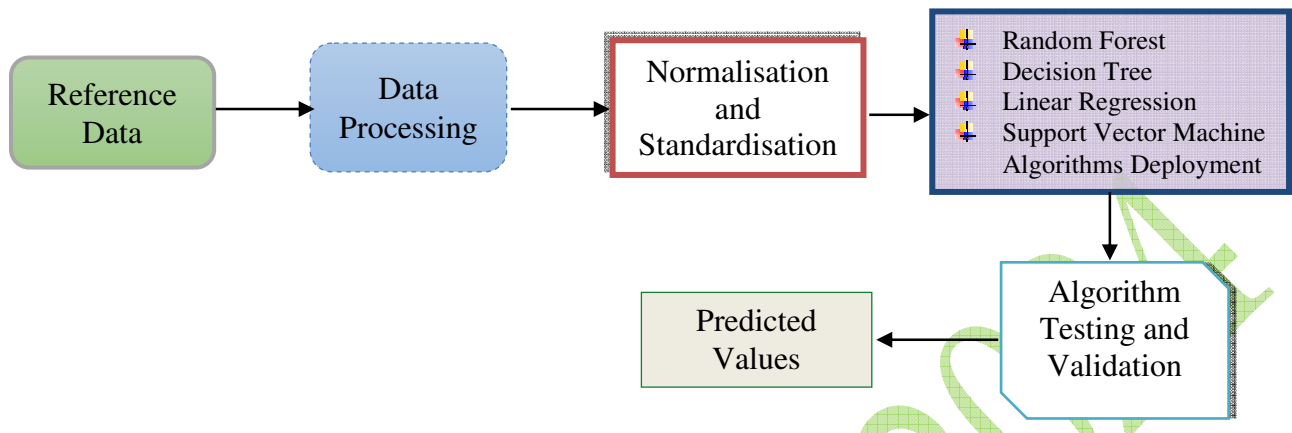 Reference
Data
Data
Processing
Normalisation
and
Standardisation
Random Forest
Decision Tree
Linear Regression
Support Vector Machine
Algorithms Deployment
Algorithm
Testing and
Validation
Predicted
Values